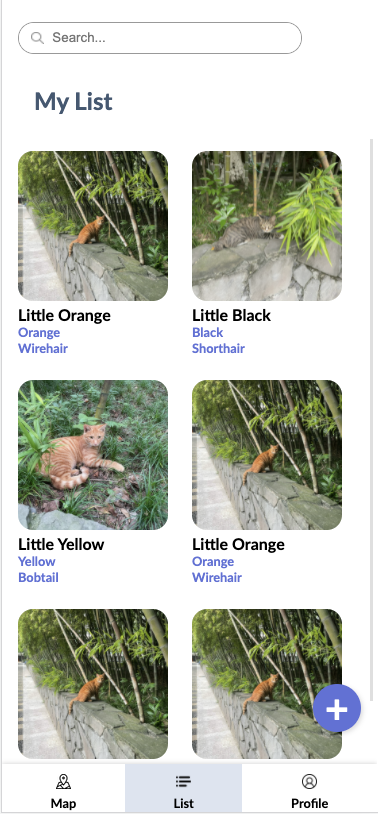 Search...
My List
Little Orange
Orange
Wirehair
Little Black
Black
Shorthair
Little Yellow
Yellow
Bobtail
Little Orange
Orange
Wirehair
Map
List
Profile